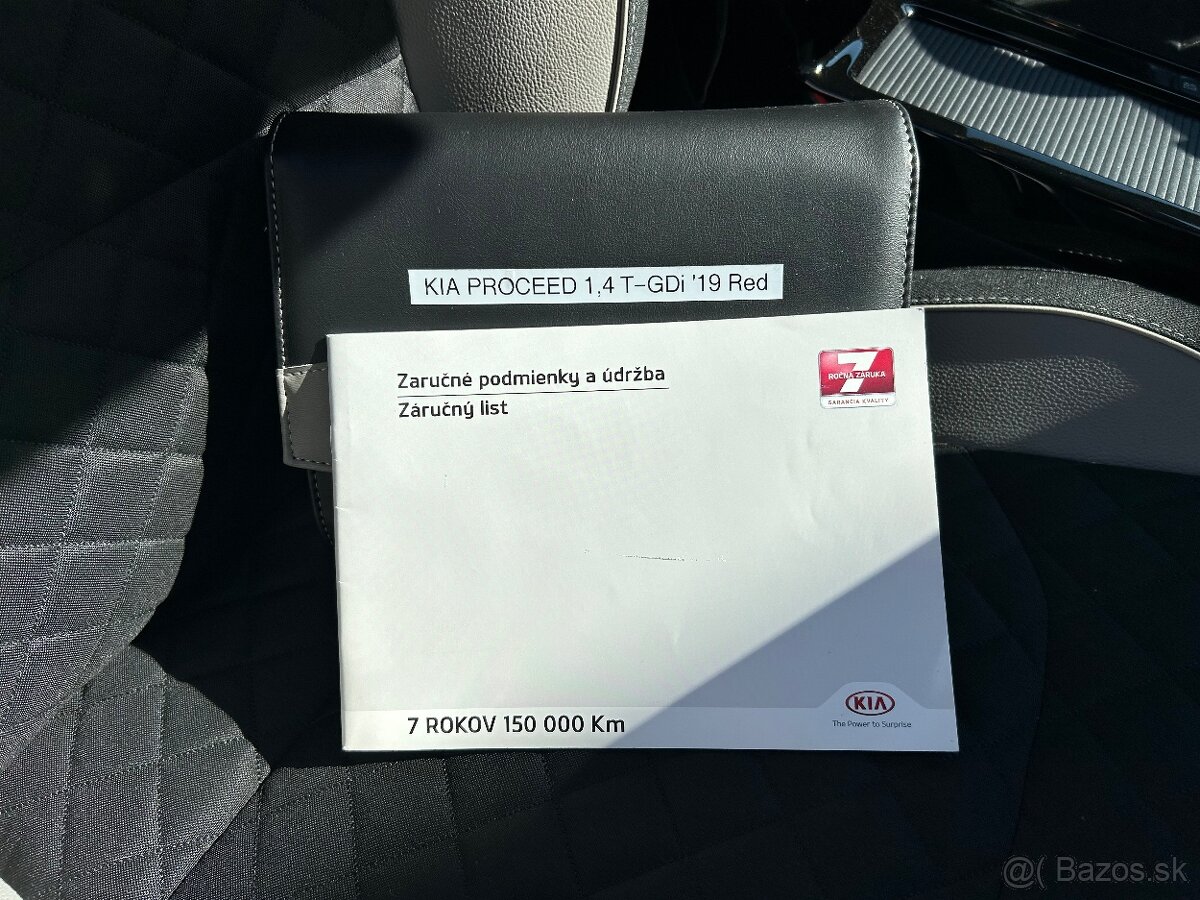 KIA PROCEED 1,4 T-GDi '19 Red
Zaručné podmienky a údržba
Záručný list
7
ROČNÁ ZÁRUKA
GARANCIA KVALITY
7 ROKOV 150 000 Km
KIA
The Power to Surprise
@( Bazos.sk